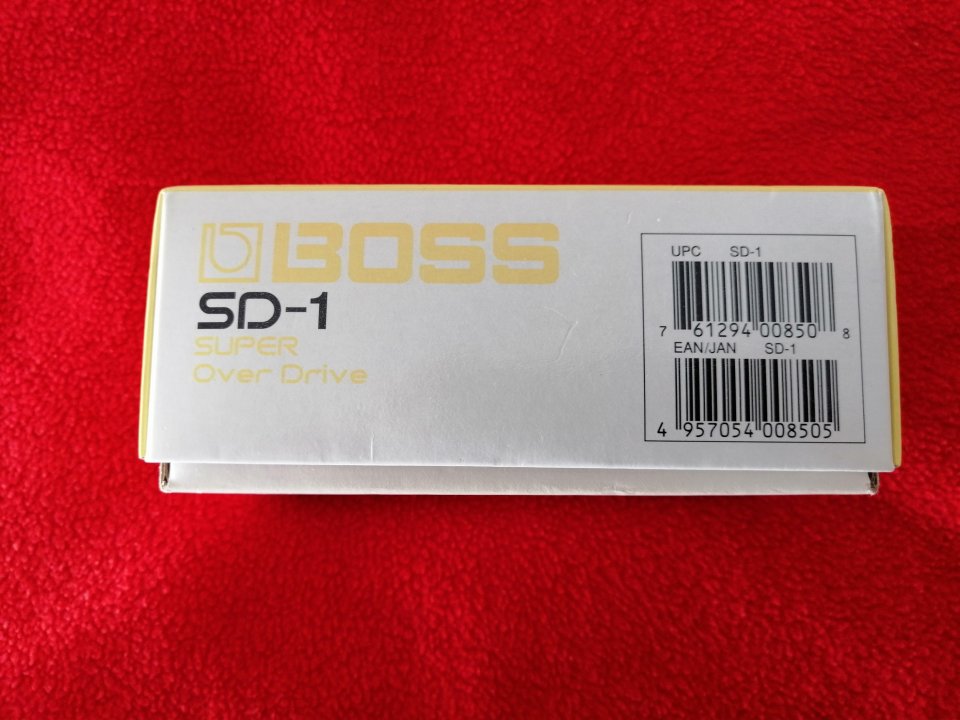 BOSS
SD-1
SUPER
Over Drive
UPC SD-1
7 61294 00850 8
EAN/JAN SD-1
4 957054 008505